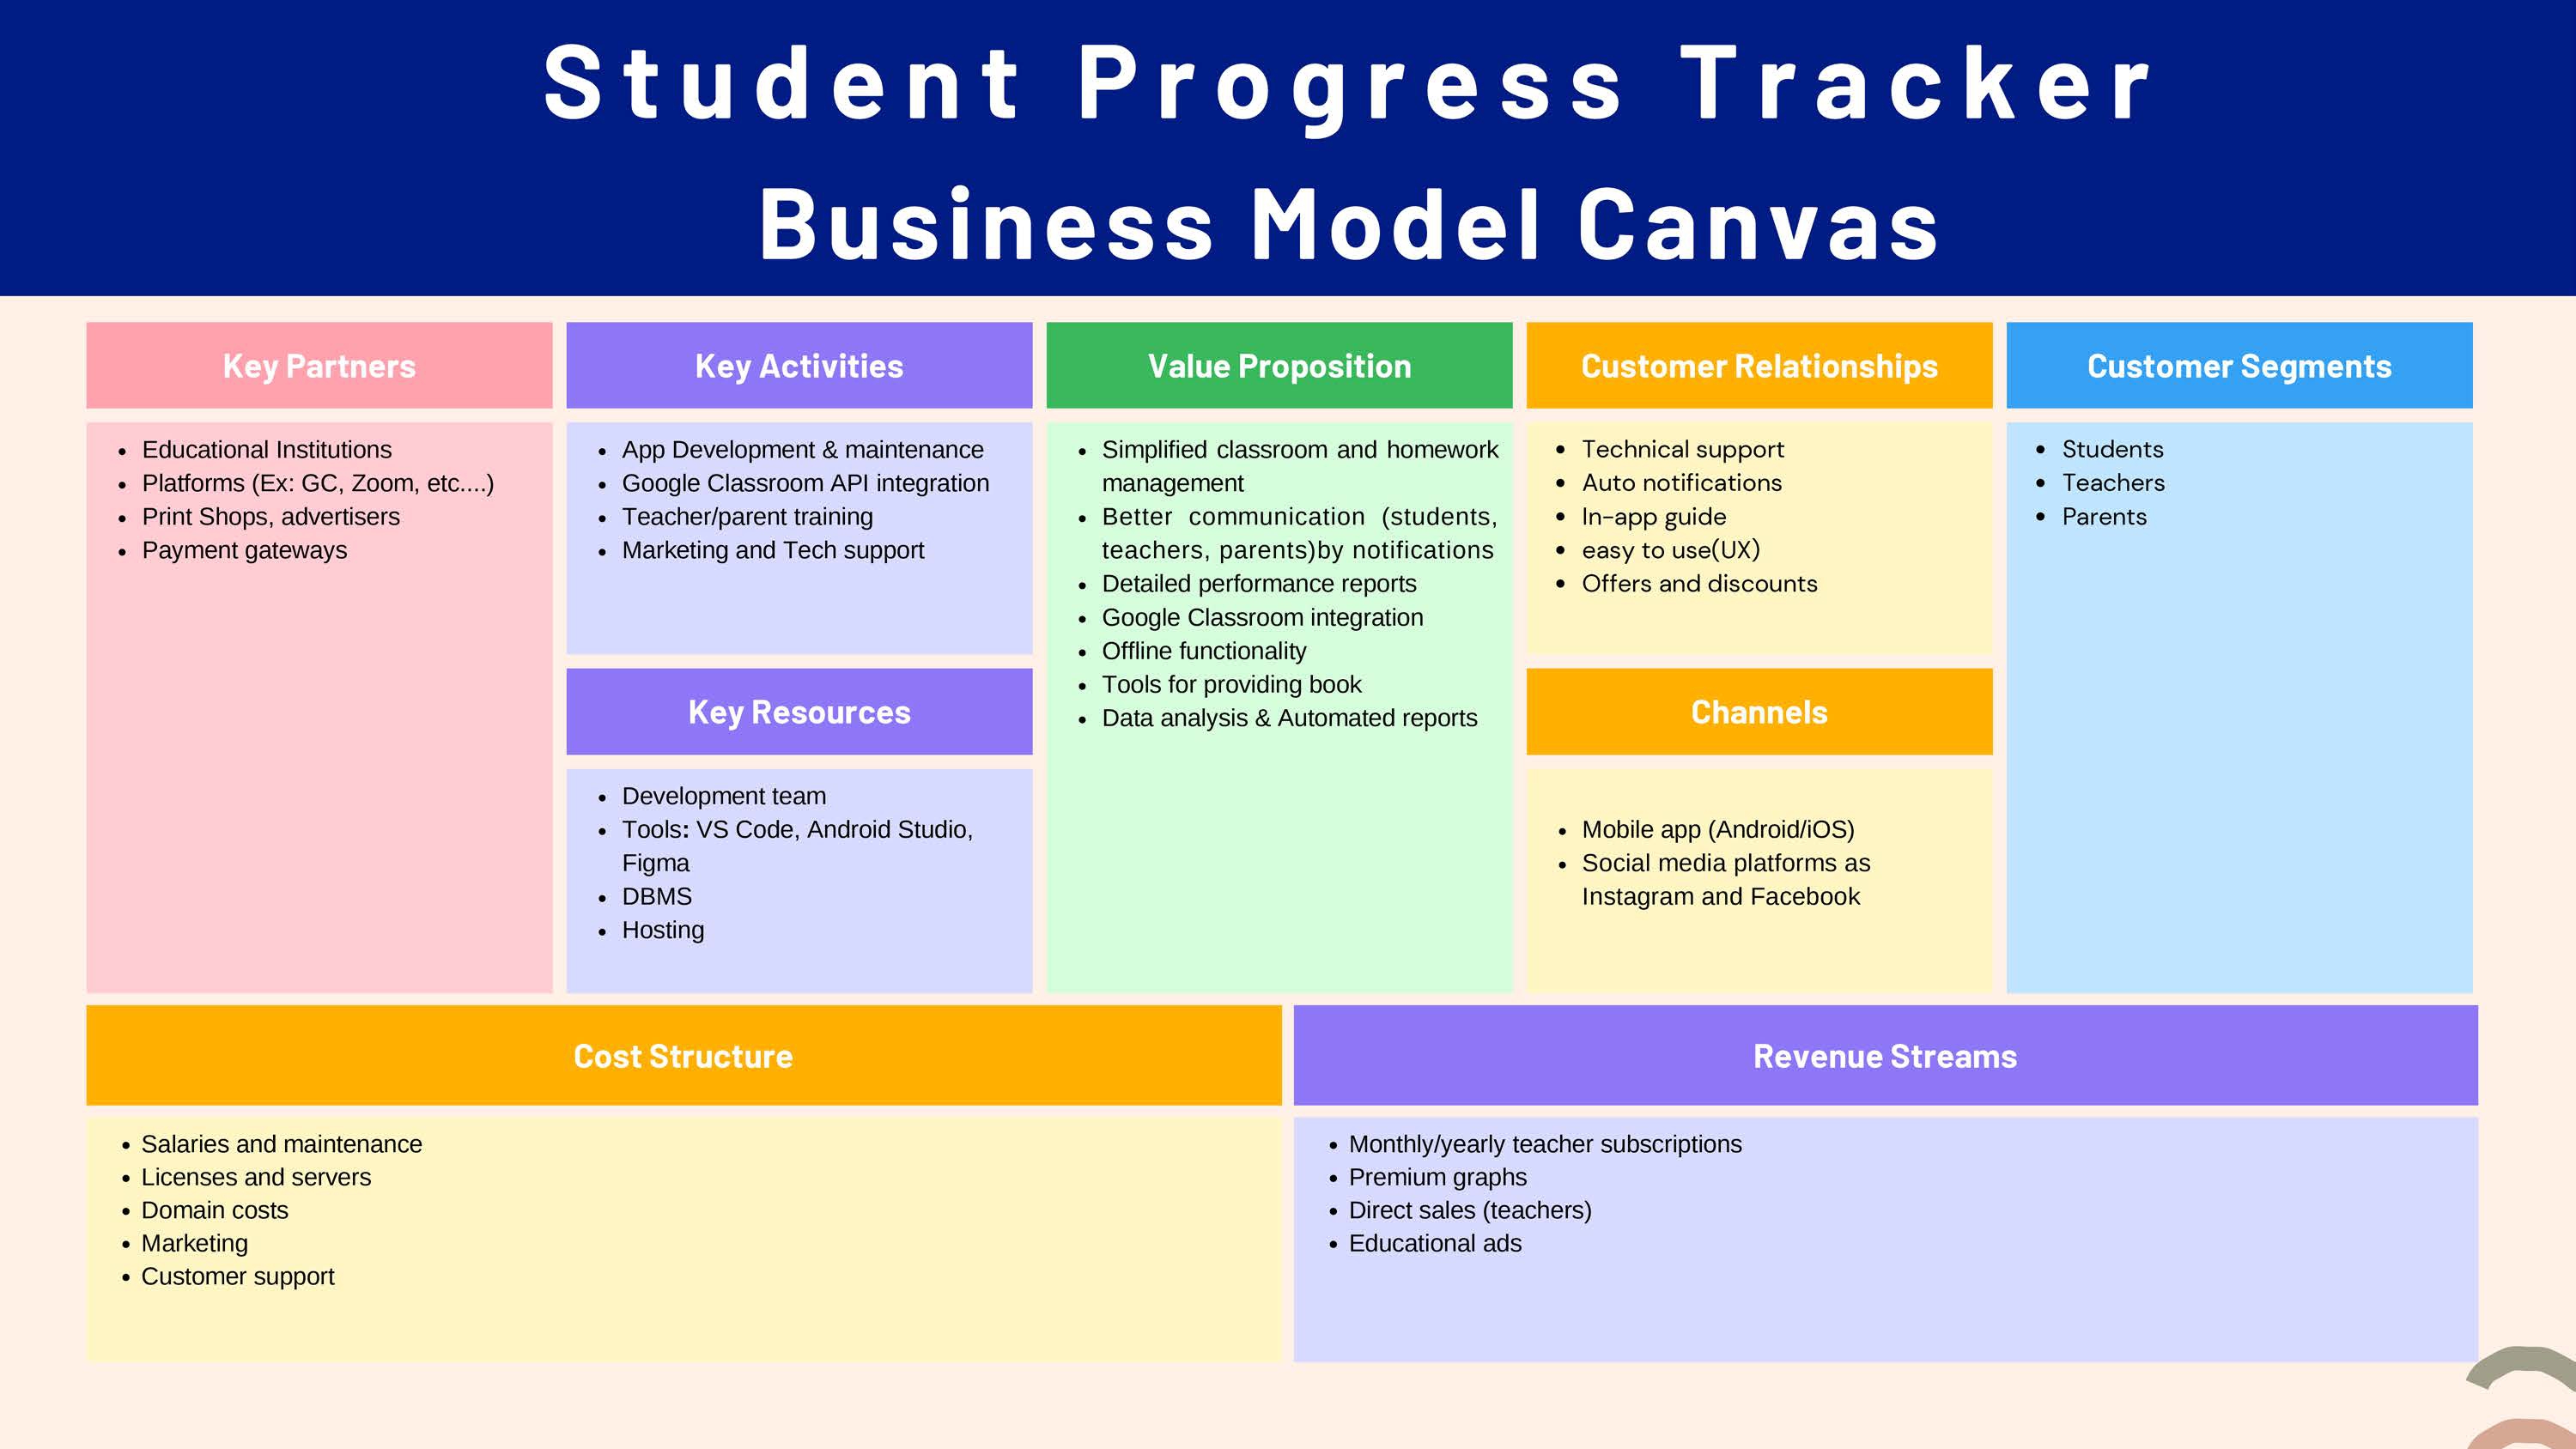 Student Progress Tracker
Business Model Canvas
Key Partners
• Educational Institutions
• Platforms (Ex: GC, Zoom, etc....)
• Print Shops, advertisers
• Payment gateways
Key Activities
• App Development & maintenance
• Google Classroom API integration
• Teacher/parent training
• Marketing and Tech support
Key Resources
• Development team
• Tools: VS Code, Android Studio,
Figma
• DBMS
• Hosting
Value Proposition
• Simplified classroom and homework
management
• Better communication (students,
teachers, parents)by notifications
• Detailed performance reports
• Google Classroom integration
• Offline functionality
• Tools for providing book
• Data analysis & Automated reports
Customer Relationships
• Technical support
• Auto notifications
• In-app guide
• easy to use(UX)
• Offers and discounts
Channels
• Mobile app (Android/iOS)
• Social media platforms as
Instagram and Facebook
Customer Segments
• Students
• Teachers
• Parents
Cost Structure
• Salaries and maintenance
• Licenses and servers
• Domain costs
• Marketing
• Customer support
Revenue Streams
• Monthly/yearly teacher subscriptions
• Premium graphs
• Direct sales (teachers)
• Educational ads